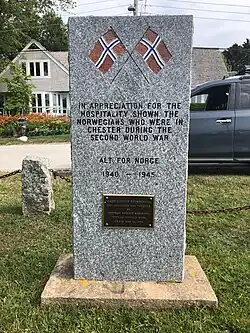 IN APPRECIATION FOR THE
HOSPITALITY SHOWN THE
NORWEGIANS WHO WERE IN
CHESTER DURING THE
SECOND WORLD WAR
ALT FOR NORGE
1940 - 1945